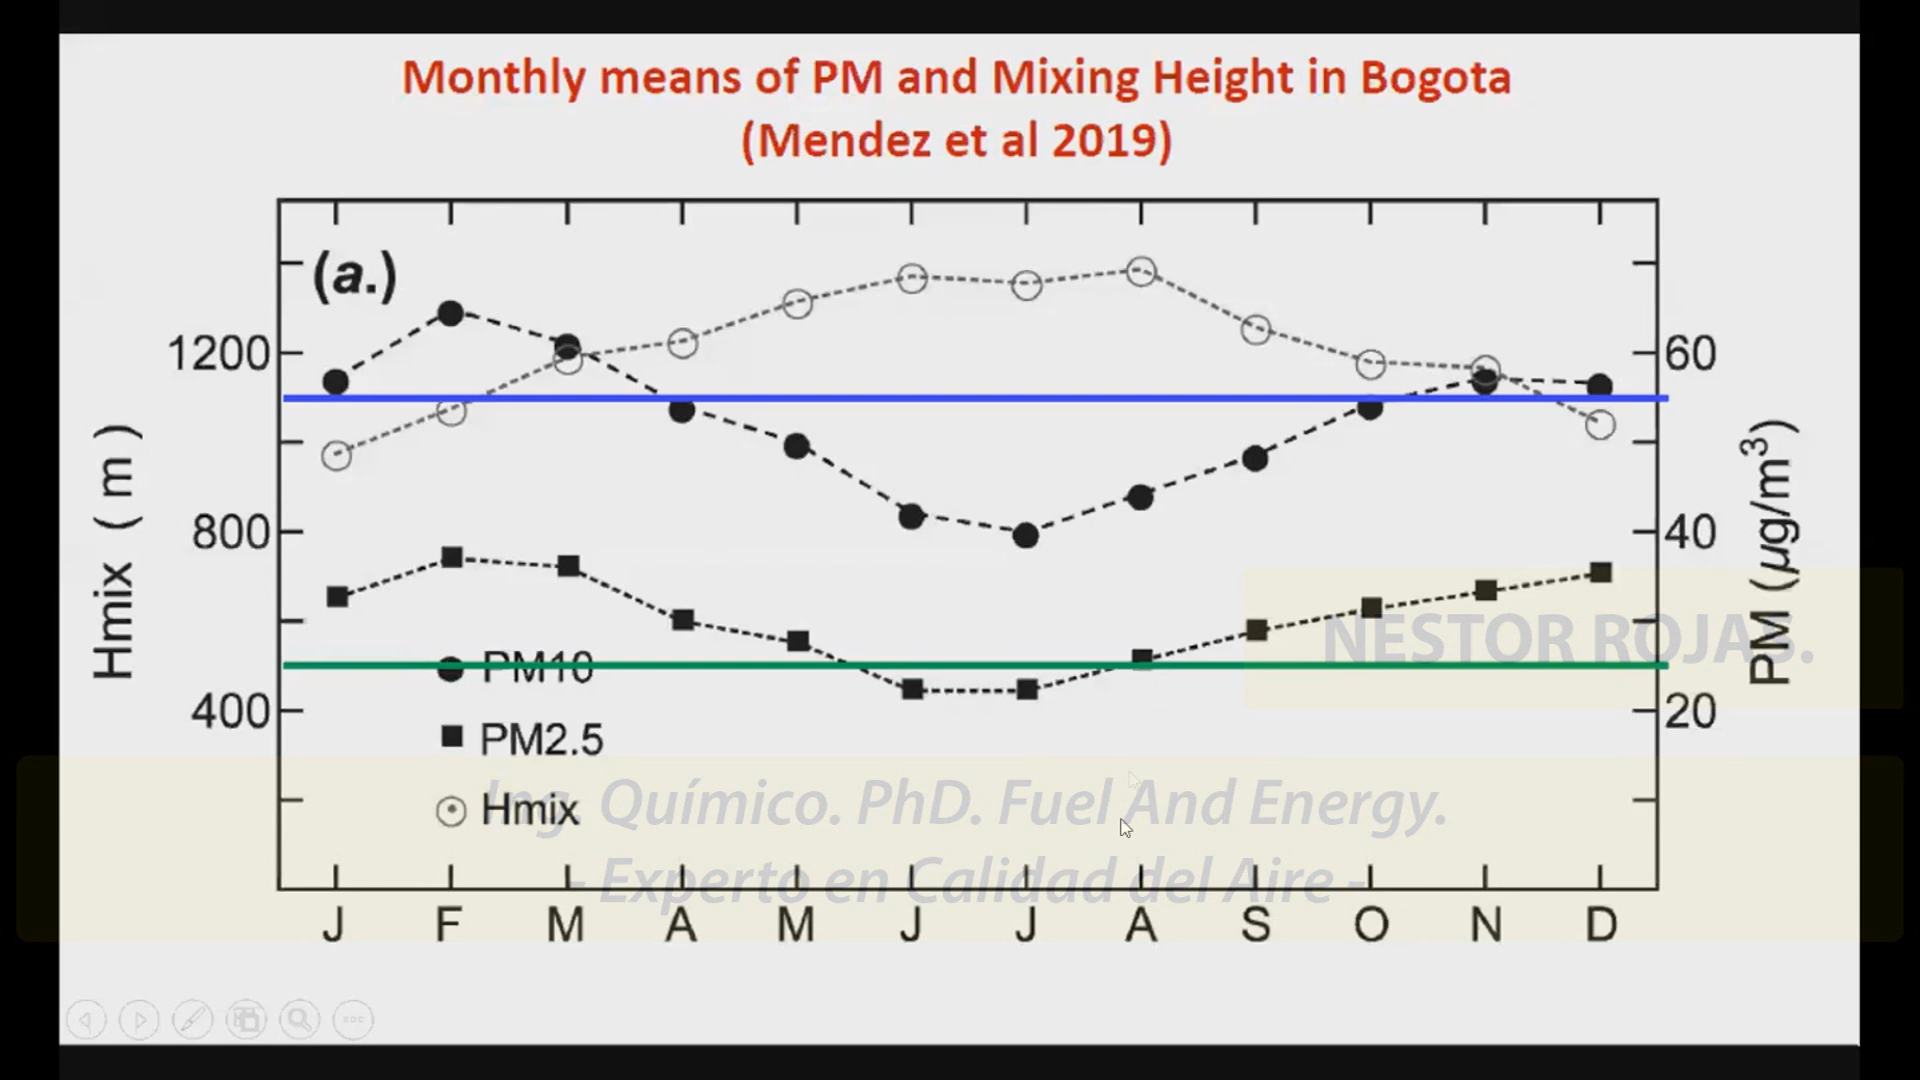 Monthly means of PM and Mixing Height in Bogota
(Mendez et al 2019)
(a.)
1200
800
400
Hmix ( m )
60
40
20
PM (µg/m³)
PM10
PM2.5
Hmix
J F M A M J J A S O N D
NESTOR ROJAS.
Ing. Químico. PhD. Fuel And Energy.
- Experto en Calidad del Aire -